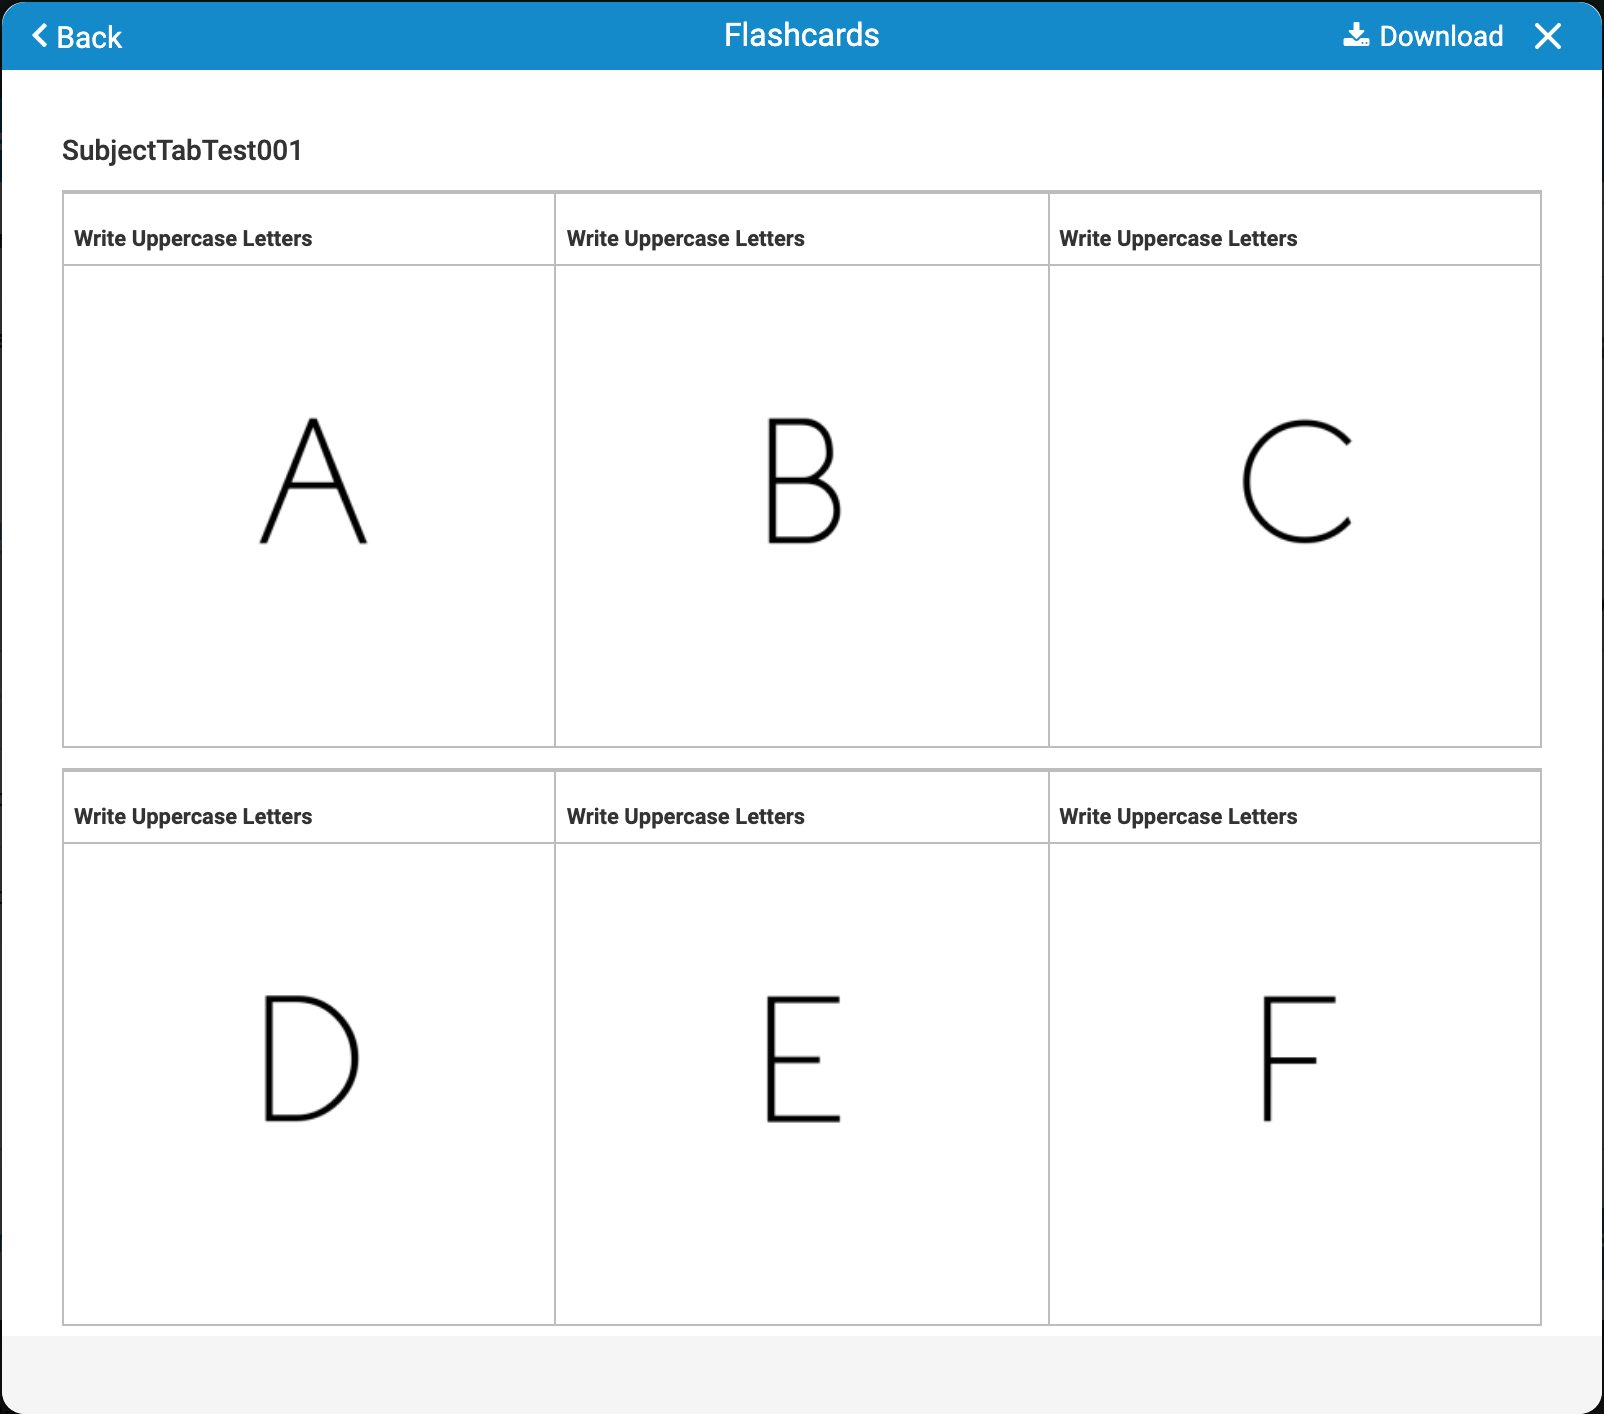 Back
Flashcards
Download
SubjectTabTest001
Write Uppercase Letters
Write Uppercase Letters
Write Uppercase Letters
A
B
C
Write Uppercase Letters
Write Uppercase Letters
Write Uppercase Letters
D
E
F